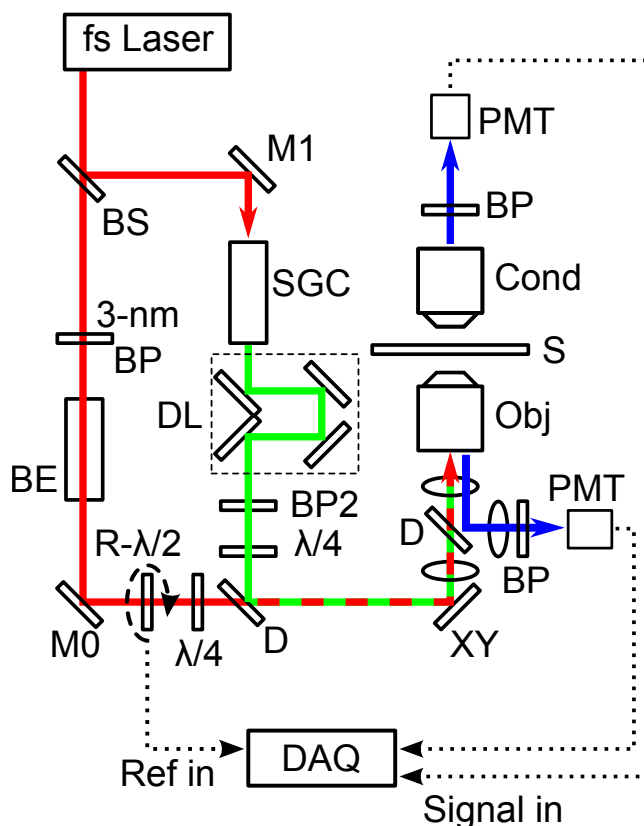 fs Laser
M1
BS
PMT
BP
SGC
Cond
3-nm
BP
S
DL
Obj
BE
BP2
PMT
R-λ/2
λ/4
D
BP
M0
λ/4
D
XY
DAQ
Ref in
Signal in